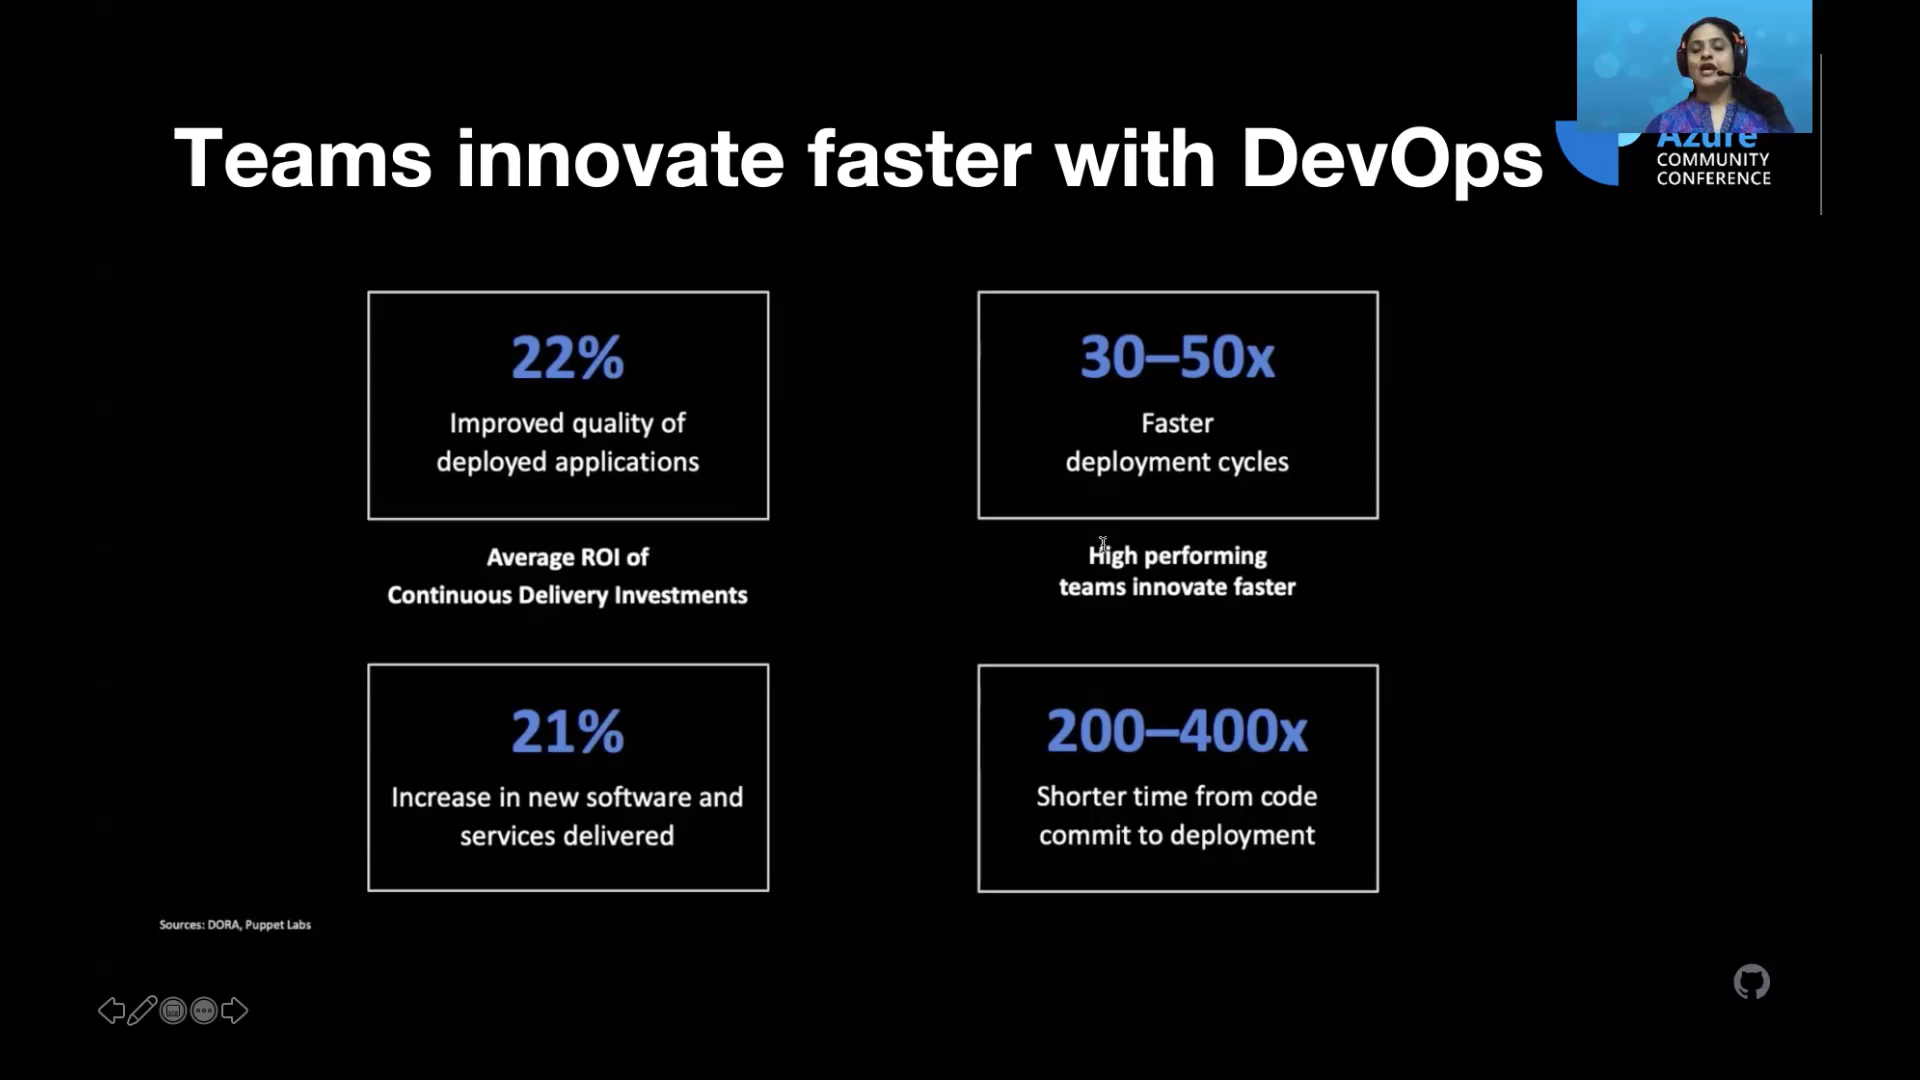 Teams innovate faster with DevOps
Azure
COMMUNITY
CONFERENCE
22%
Improved quality of
deployed applications
Average ROI of
Continuous Delivery Investments
21%
Increase in new software and
services delivered
30–50x
Faster
deployment cycles
High performing
teams innovate faster
200–400x
Shorter time from code
commit to deployment
Sources: DORA, Puppet Labs